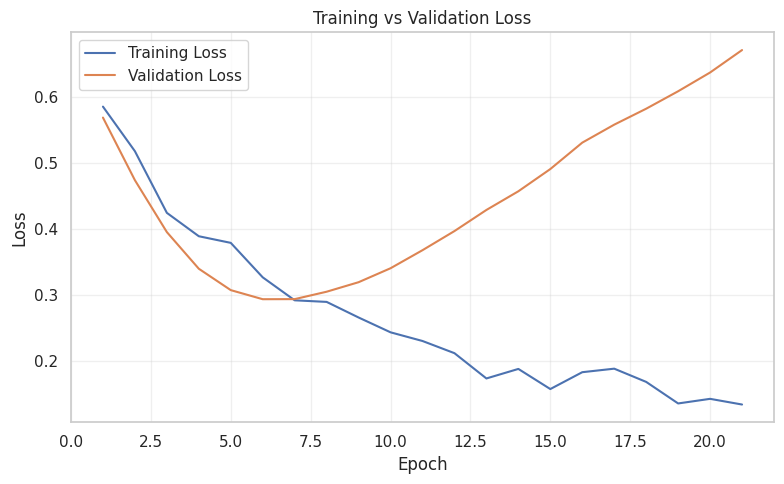 Training vs Validation Loss
Training Loss
Validation Loss
0.6
0.5
0.4
0.3
0.2
Loss
0.0 2.5 5.0 7.5 10.0 12.5 15.0 17.5 20.0
Epoch